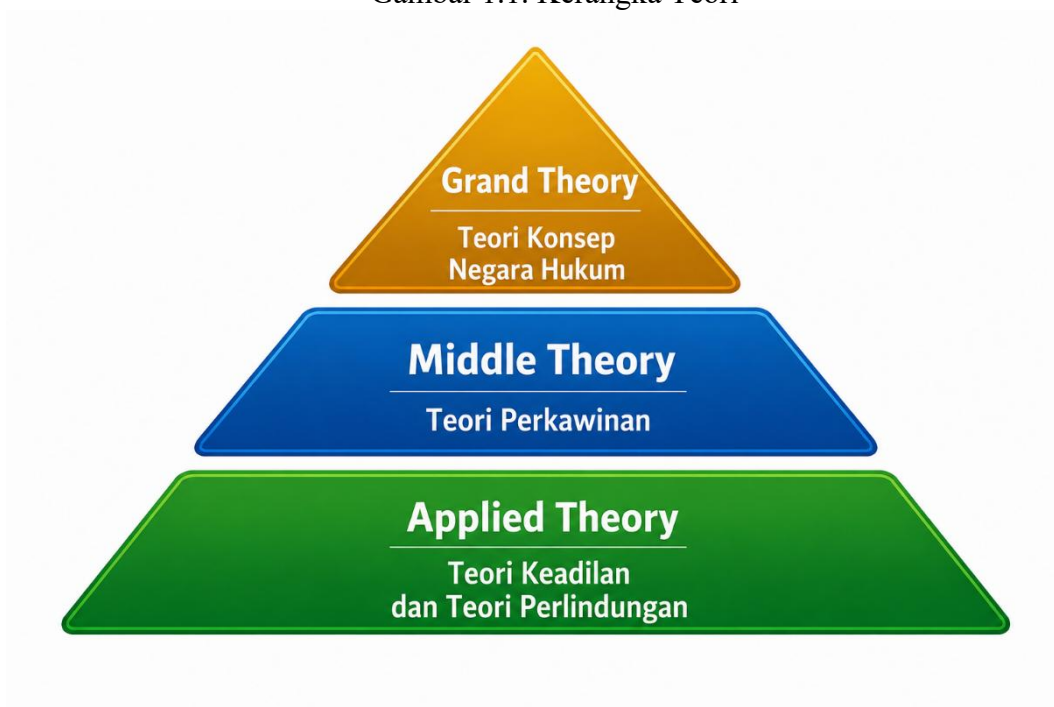 Gambar 1.1. Kerangka Teori
Grand Theory
Teori Konsep
Negara Hukum
Middle Theory
Teori Perkawinan
Applied Theory
Teori Keadilan
dan Teori Perlindungan